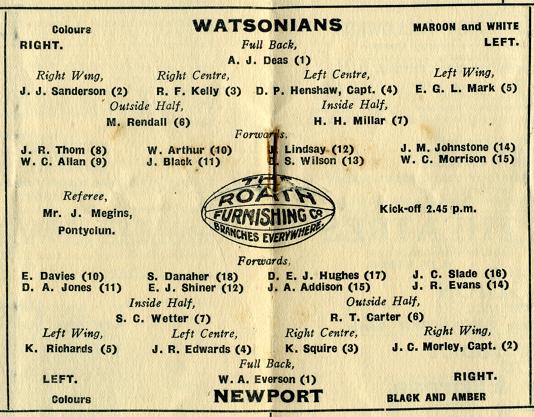 Colours WATSONIANS MAROON and WHITE
RIGHT. Full Back, LEFT.
A. J. Deas (1)
Right Wing, Right Centre, Left Centre, Left Wing,
J. J. Sanderson (2) R. F. Kelly (3) D. P. Henshaw, Capt. (4) E. G. L. Mark (5)
Outside Half, Inside Half,
M. Rendall (6) H. H. Millar (7)
Forwards,
J. R. Thom (8) W. Arthur (10) Lindsay (12) J. M. Johnstone (14)
W. C. Allan (9) J. Black (11) S. Wilson (13) W. C. Morrison (15)
Referee,
Mr. J. Megins,
Pontyclun.
THE
ROATH
FURNISHING Co
BRANCHES EVERYWHERE.
Kick-off 2.45 p.m.
Forwards,
E. Davies (10) S. Danaher (18) D. E. J. Hughes (17) J. C. Slade (16)
D. A. Jones (11) E. J. Shiner (12) J. A. Addison (15) J. R. Evans (14)
Inside Half, Outside Half,
S. C. Wetter (7) R. T. Carter (6)
Left Wing, Left Centre, Right Centre, Right Wing,
K. Richards (5) J. R. Edwards (4) K. Squire (3) J. C. Morley, Capt. (2)
Full Back,
LEFT. W. A. Everson (1) RIGHT.
Colours NEWPORT BLACK AND AMBER